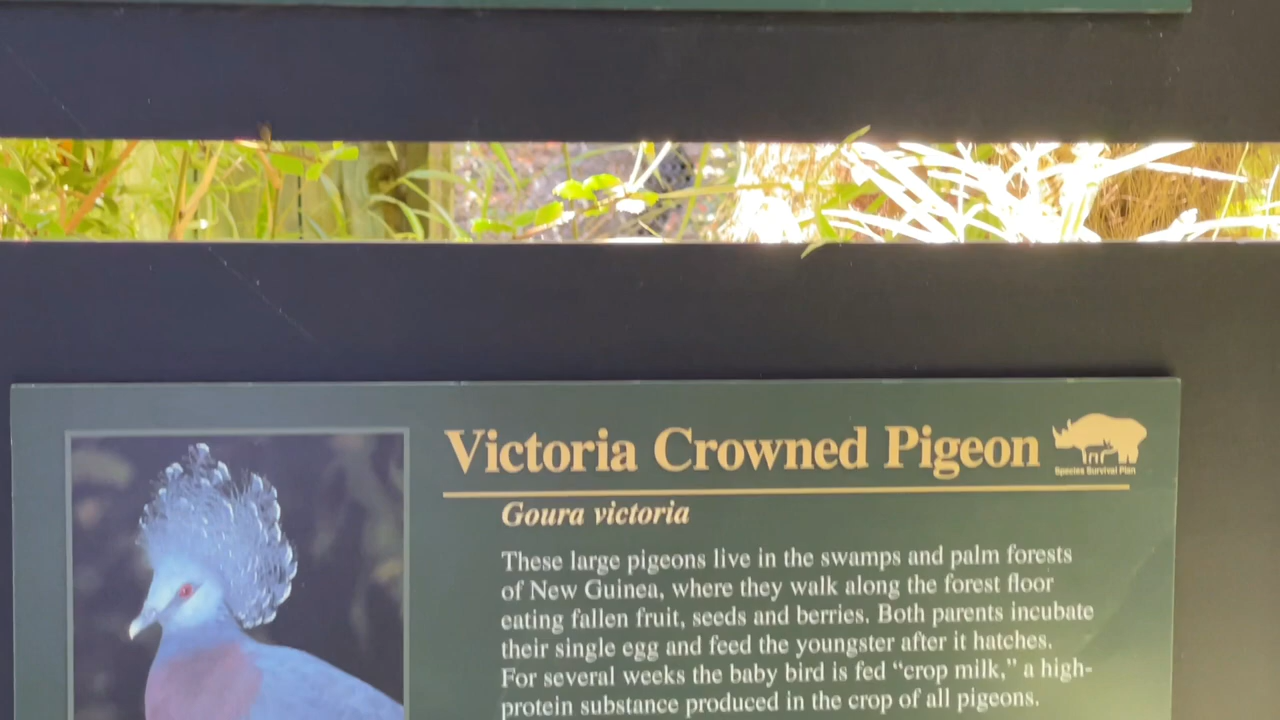 Victoria Crowned Pigeon
Species Survival Plan
Goura victoria
These large pigeons live in the swamps and palm forests
of New Guinea, where they walk along the forest floor
eating fallen fruit, seeds and berries. Both parents incubate
their single egg and feed the youngster after it hatches.
For several weeks the baby bird is fed “crop milk,” a high-
protein substance produced in the crop of all pigeons.